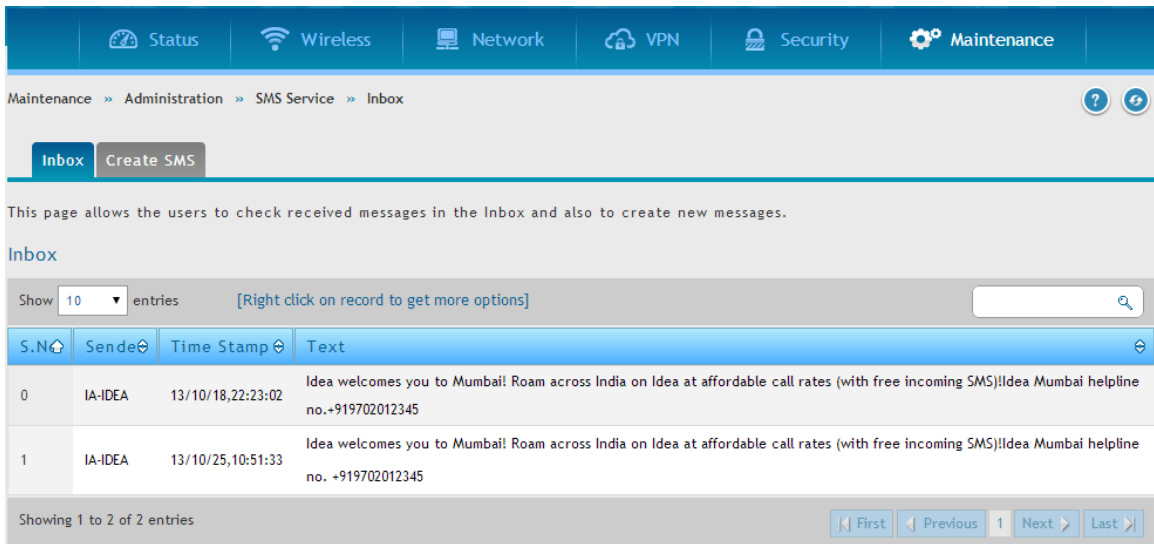 Status Wireless Network VPN Security Maintenance
Maintenance » Administration » SMS Service » Inbox
Inbox Create SMS
This page allows the users to check received messages in the Inbox and also to create new messages.
Inbox
Show 10 entries [Right click on record to get more options]
S.N Sende Time Stamp Text
0 IA-IDEA 13/10/18,22:23:02 Idea welcomes you to Mumbai! Roam across India on Idea at affordable call rates (with free incoming SMS)!Idea Mumbai helpline
no.+919702012345
1 IA-IDEA 13/10/25,10:51:33 Idea welcomes you to Mumbai! Roam across India on Idea at affordable call rates (with free incoming SMS)!Idea Mumbai helpline
no. +919702012345
Showing 1 to 2 of 2 entries First Previous 1 Next Last